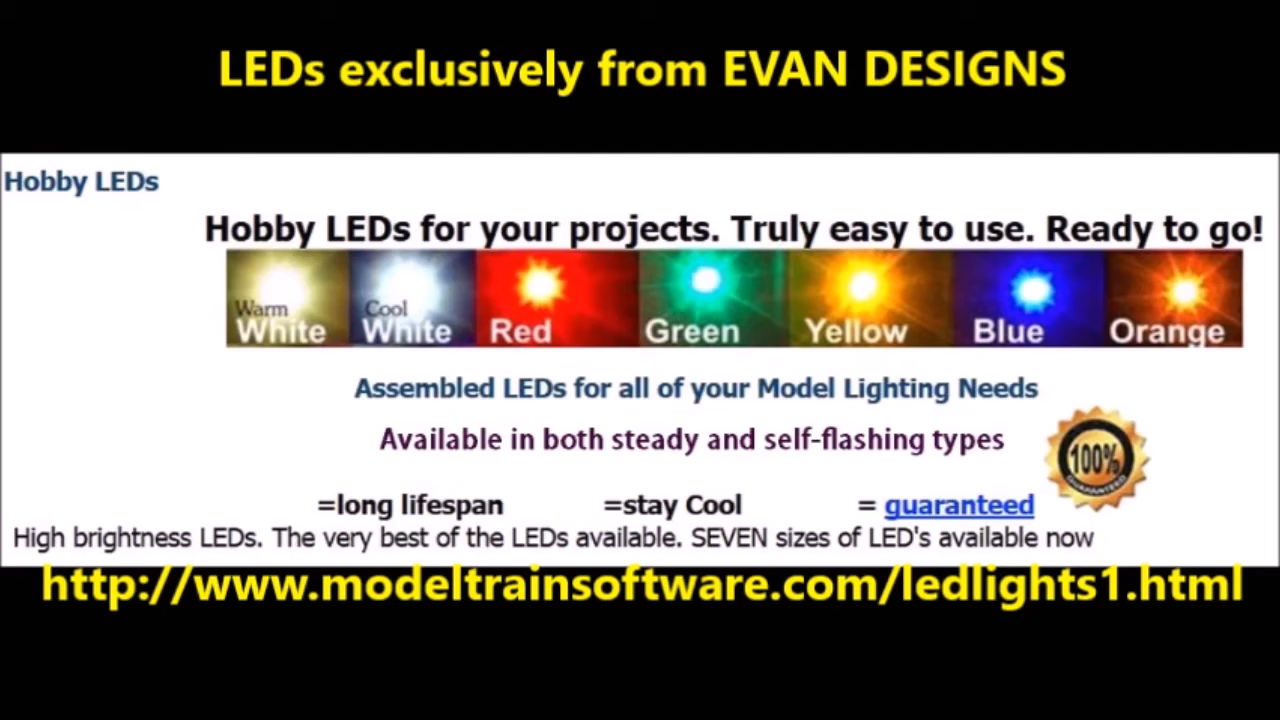 LEDs exclusively from EVAN DESIGNS
Hobby LEDs
Hobby LEDs for your projects. Truly easy to use. Ready to go!
Warm White
Cool White
Red
Green
Yellow
Blue
Orange
Assembled LEDs for all of your Model Lighting Needs
Available in both steady and self-flashing types
100%
GUARANTEED
=long lifespan =stay Cool = guaranteed
High brightness LEDs. The very best of the LEDs available. SEVEN sizes of LED's available now
http://www.modeltrainsoftware.com/ledlights1.html